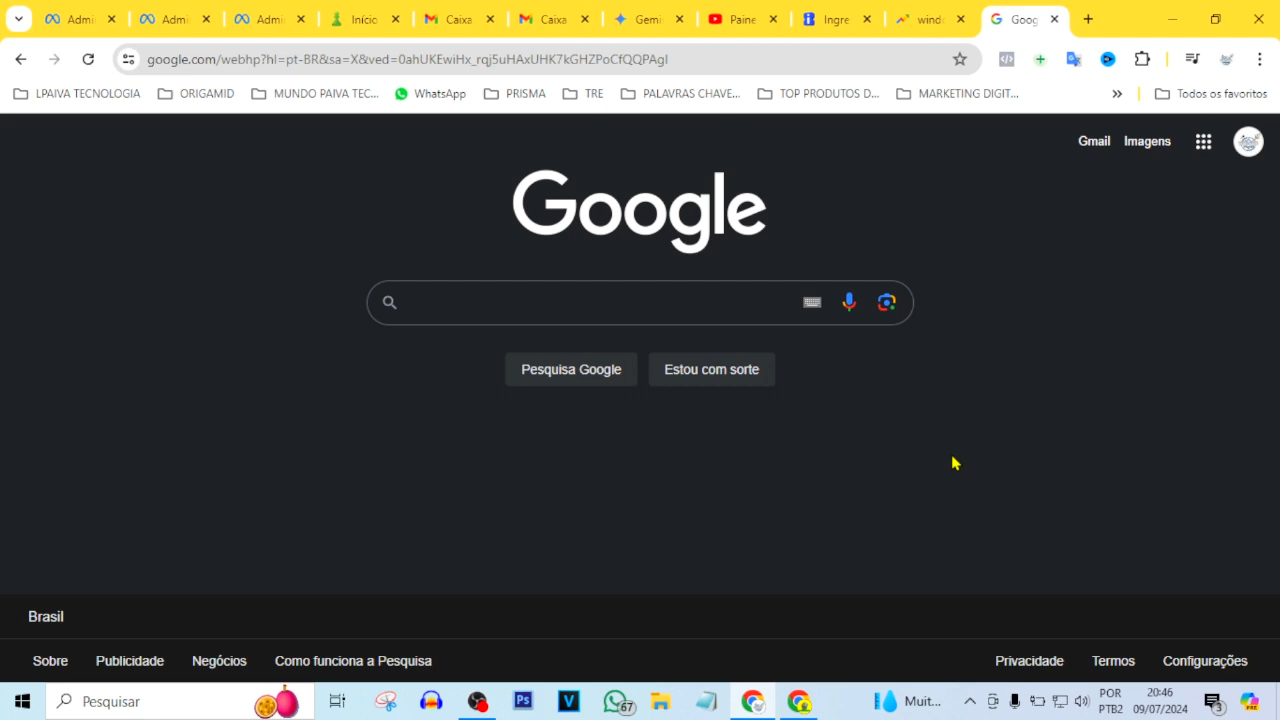 Admi
Admi
Admi
Início
Caixa
Caixa
Gemi
Paine
Ingre
wind
Goog
google.com/webhp?hl=pt-BR&sa=X&ved=0ahUKEwiHx_rqj5uHAxUHK7kGHZPoCfQQPAgI
LPAIVA TECNOLOGIA
ORIGAMID
MUNDO PAIVA TEC...
WhatsApp
PRISMA
TRE
PALAVRAS CHAVE...
TOP PRODUTOS D...
MARKETING DIGIT...
Todos os favoritos
Gmail
Imagens
Google
Pesquisa Google
Estou com sorte
Brasil
Sobre
Publicidade
Negócios
Como funciona a Pesquisa
Privacidade
Termos
Configurações
Pesquisar
Ps
V
67
Muit...
POR
PTB2
20:46
09/07/2024
3
PRE